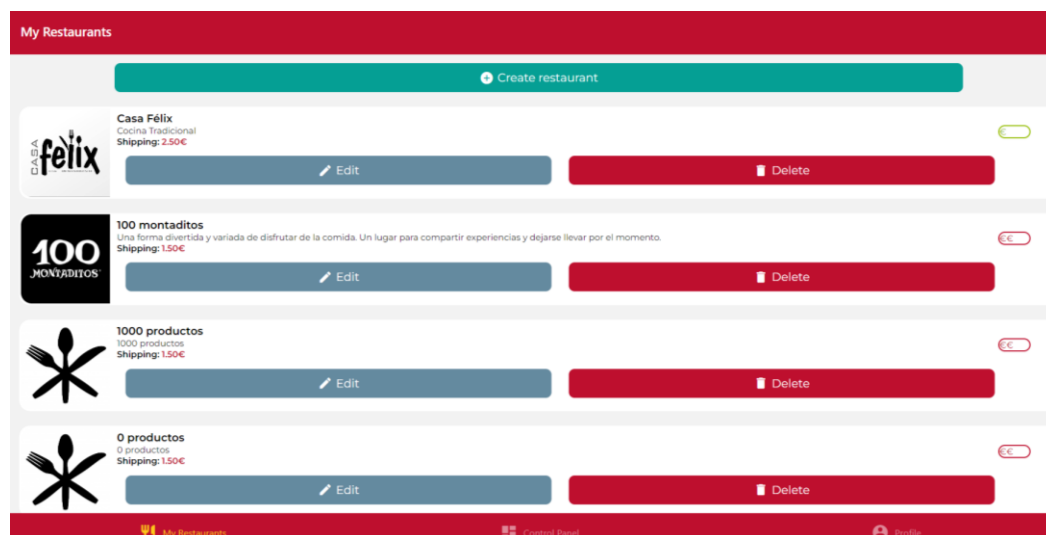 My Restaurants
Create restaurant
CASA
felix
Casa Félix
Cocina Tradicional
Shipping: 2.50€
€
Edit
Delete
100
MONTADITOS
100 montaditos
Una forma divertida y variada de disfrutar de la comida. Un lugar para compartir experiencias y dejarse llevar por el momento.
Shipping: 1.50€
€€
Edit
Delete
1000 productos
1000 productos
Shipping: 1.50€
€€
Edit
Delete
0 productos
0 productos
Shipping: 1.50€
€€
Edit
Delete
My Restaurants
Control Panel
Profile